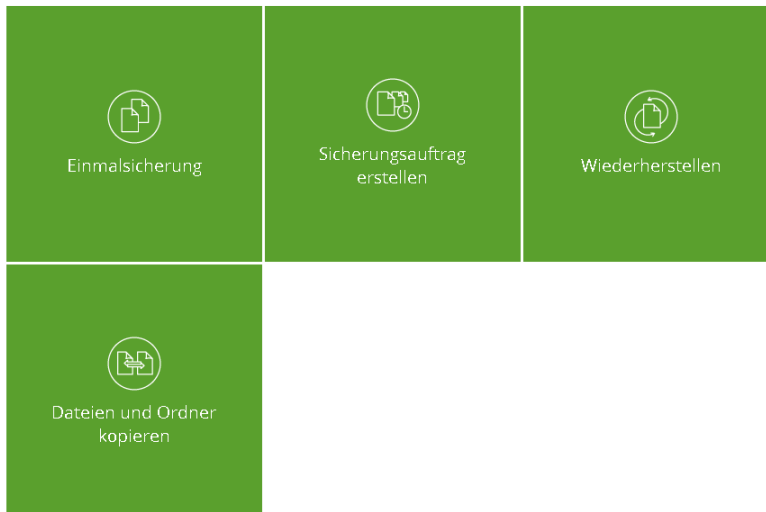 Einmalsicherung
Sicherungsauftrag
erstellen
Wiederherstellen
Dateien und Ordner
kopieren